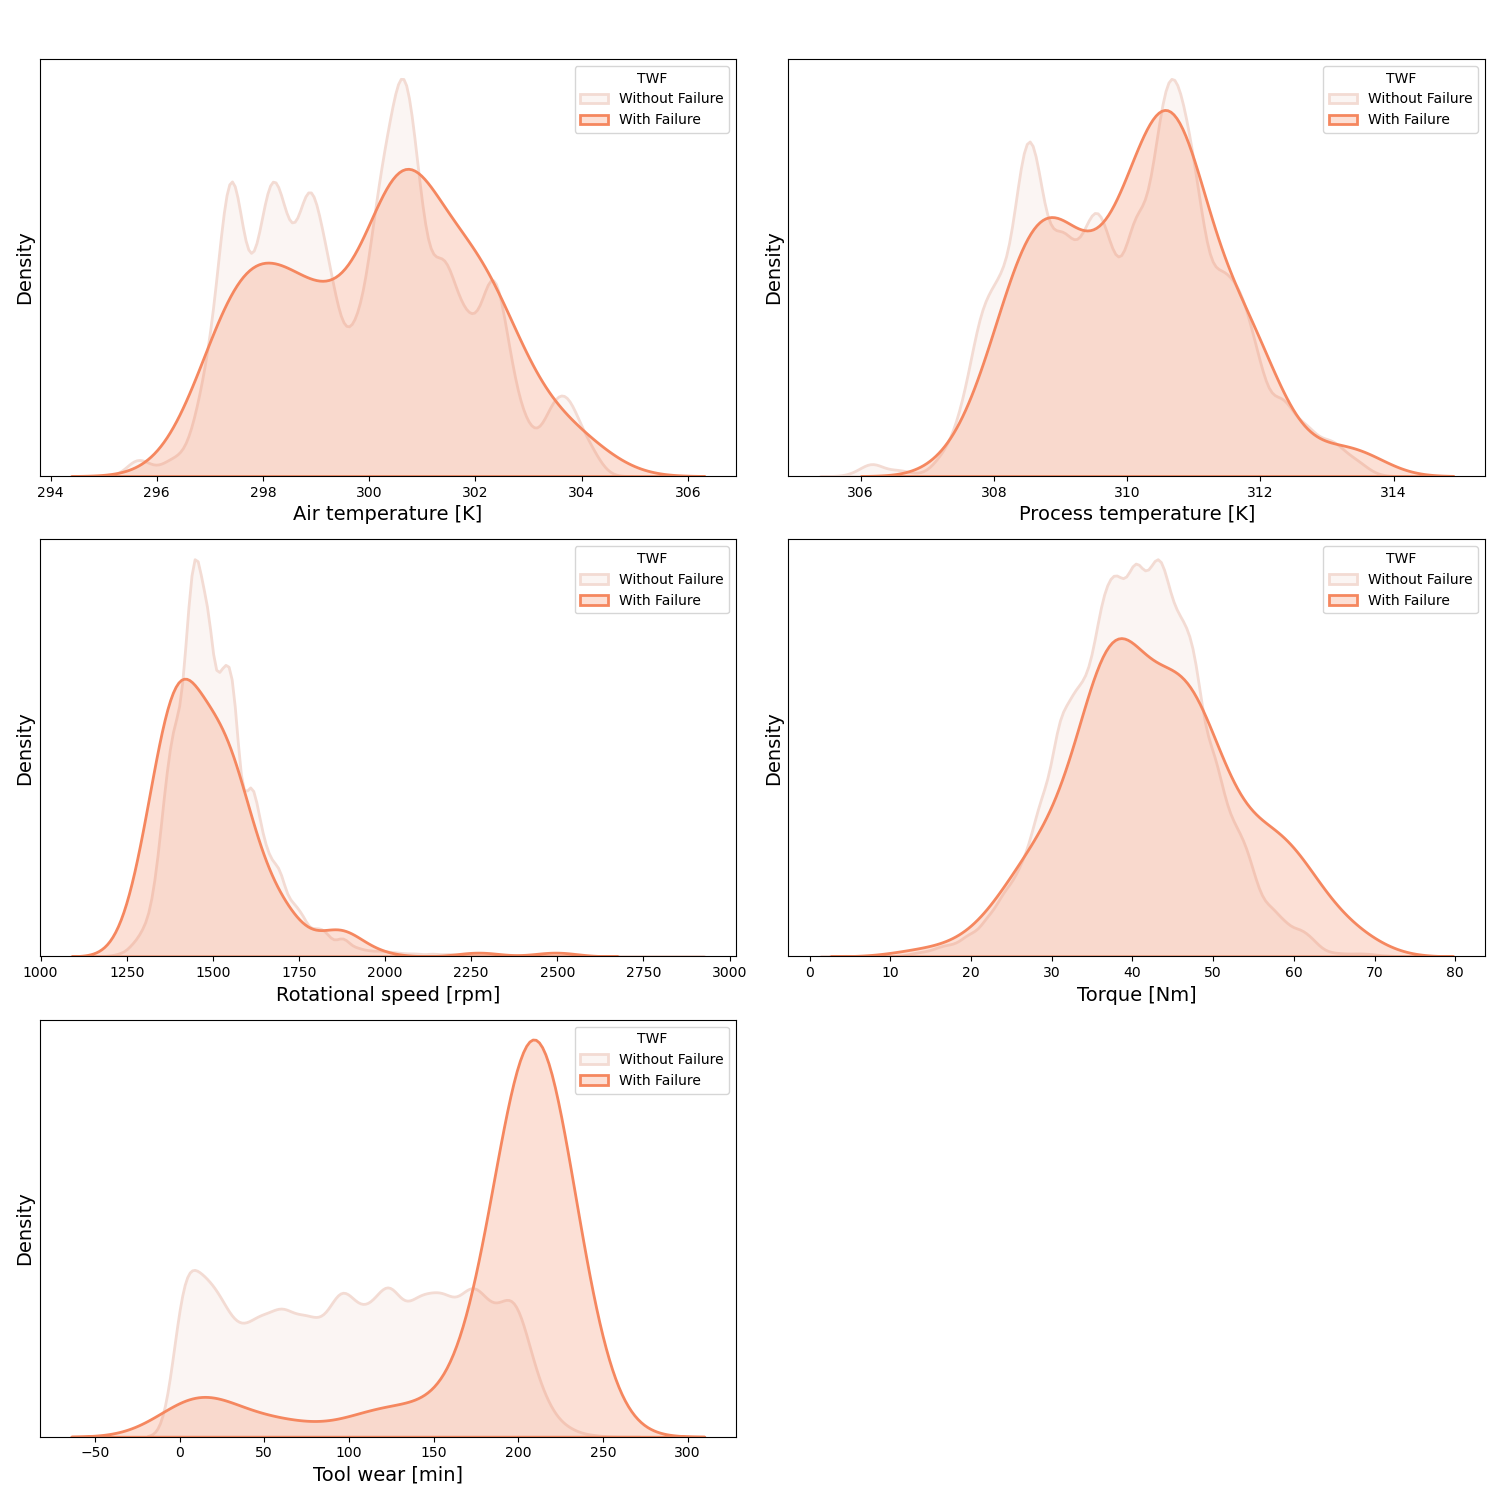 TWF
Without Failure
With Failure
Density
294 296 298 300 302 304 306
Air temperature [K]
TWF
Without Failure
With Failure
Density
306 308 310 312 314
Process temperature [K]
TWF
Without Failure
With Failure
Density
1000 1250 1500 1750 2000 2250 2500 2750 3000
Rotational speed [rpm]
TWF
Without Failure
With Failure
Density
0 10 20 30 40 50 60 70 80
Torque [Nm]
TWF
Without Failure
With Failure
Density
−50 0 50 100 150 200 250 300
Tool wear [min]